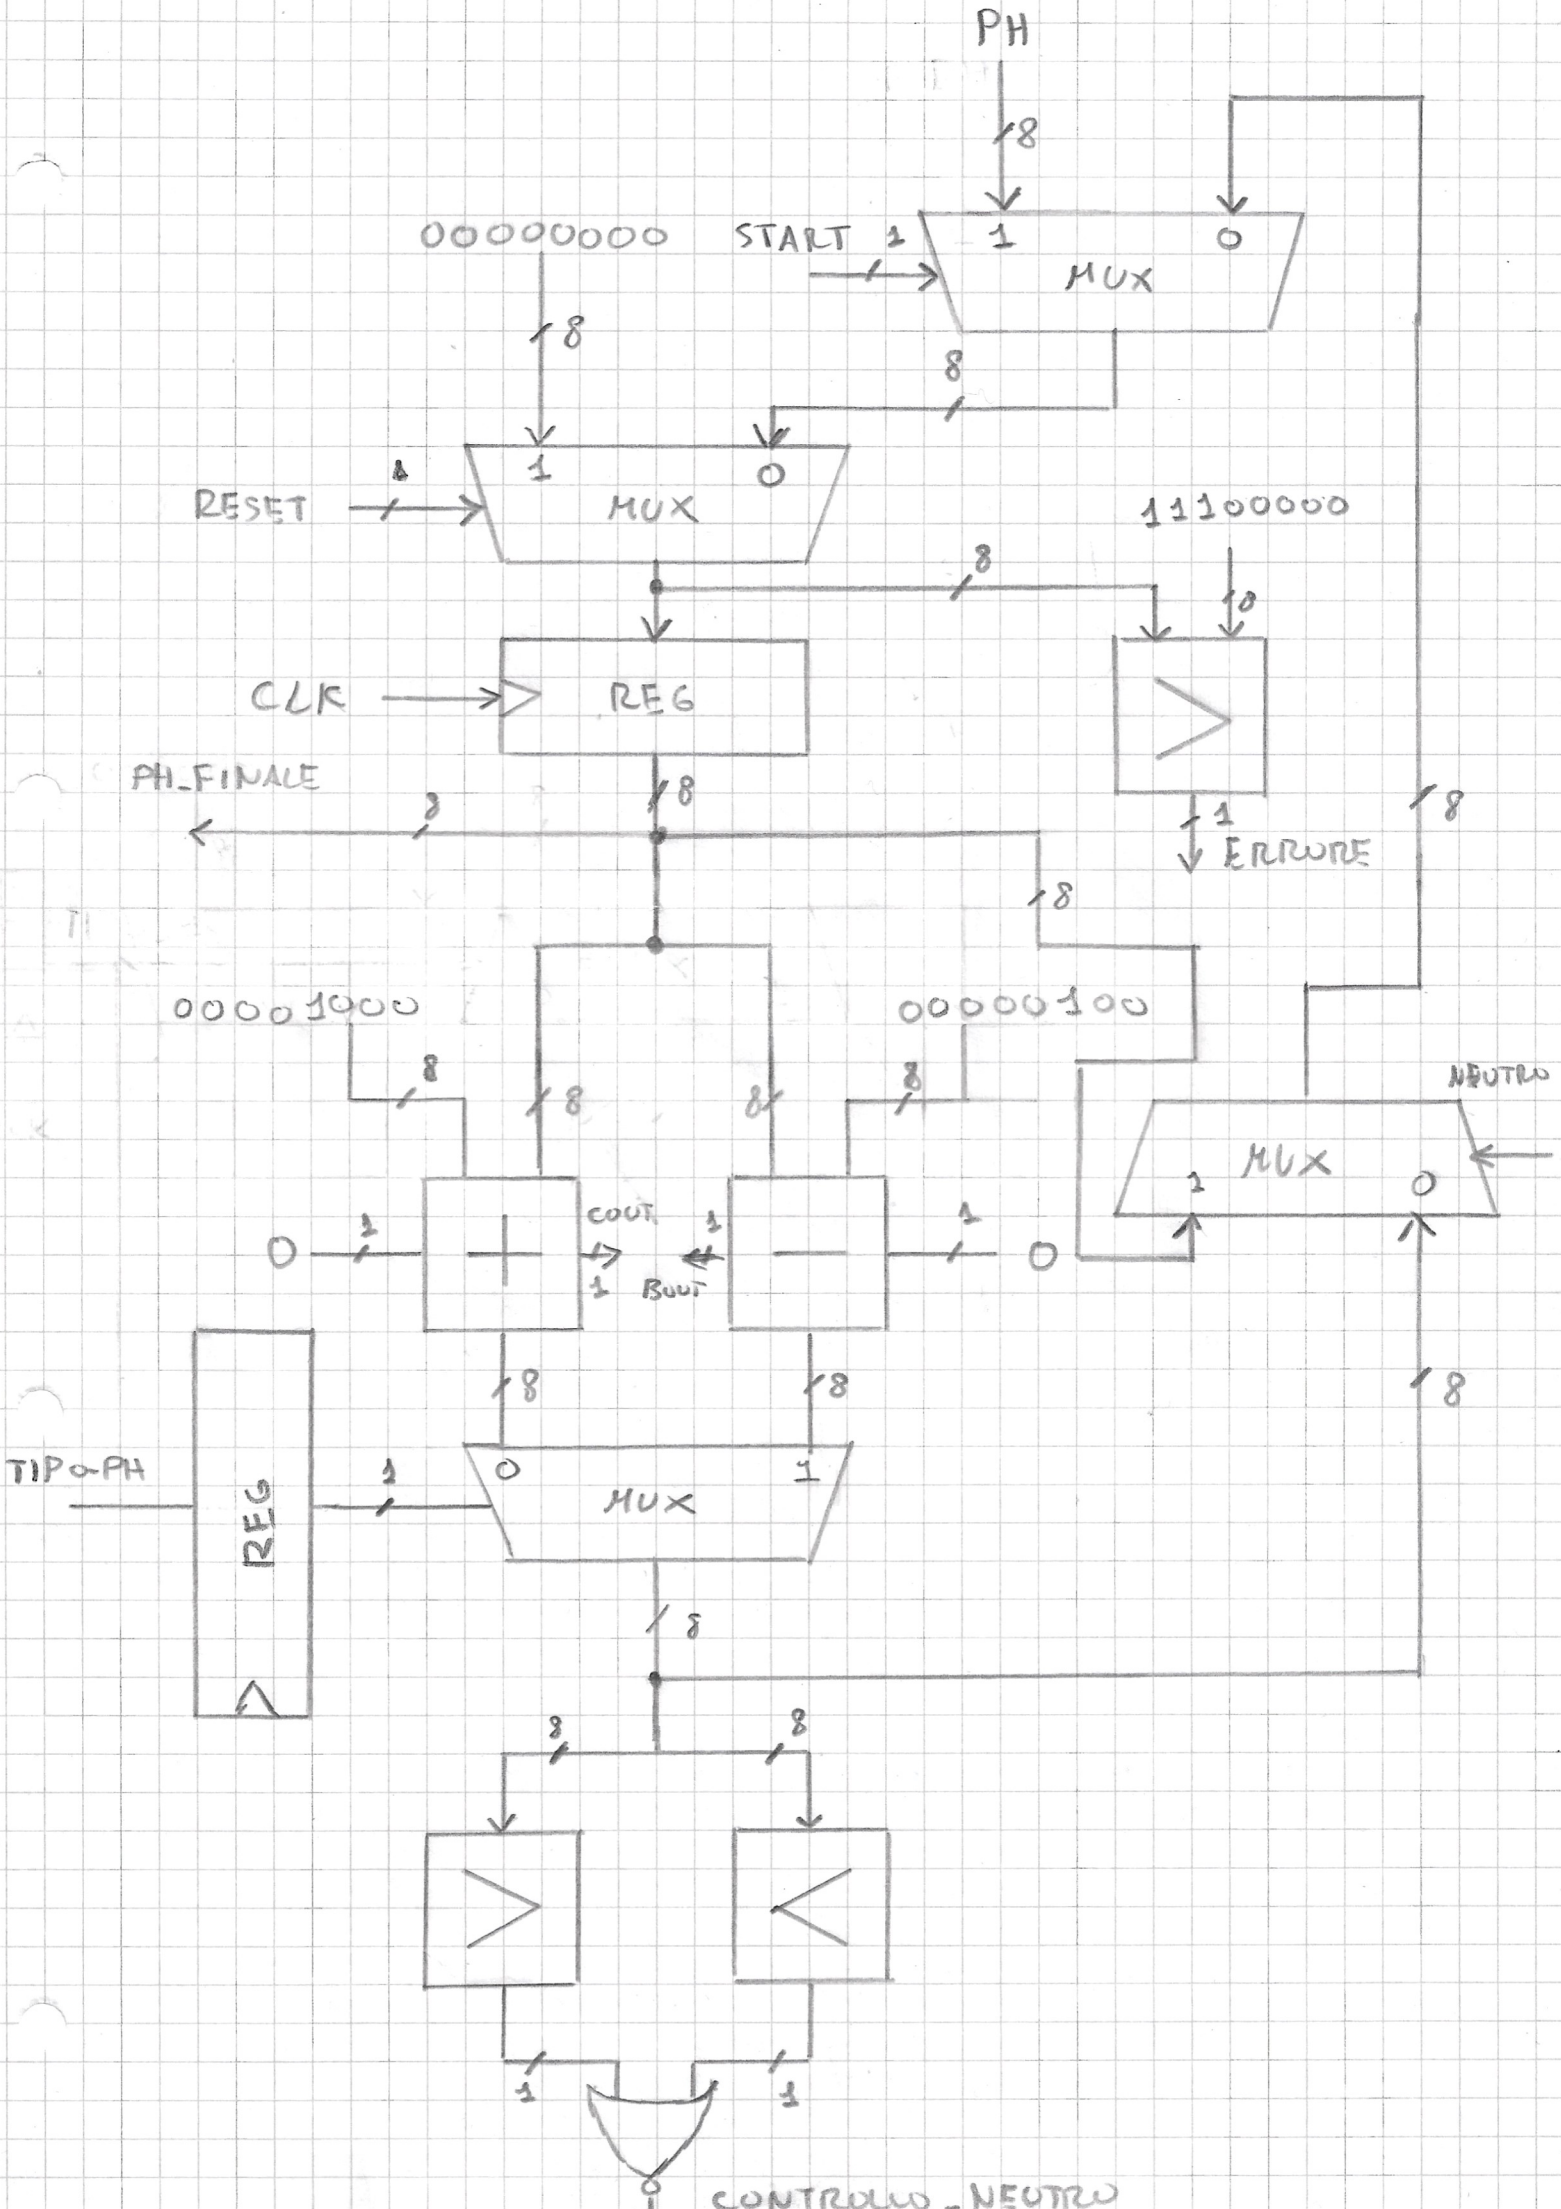 PH
8
00000000
START 1
1
0
MUX
8
8
1
0
RESET
MUX
11100000
8
8
CLK
REG
>
PH_FINALE
8
8
1
8
ERRORE
8
00001000
00000100
8
8
8
8
NEUTRO
MUX
1
0
0
1
+
COUT
1
1
BOUT
-
1
0
8
8
8
TIPO-PH
REG
1
0
1
MUX
8
8
8
>
<
1
1
CONTROLLO_NEUTRO